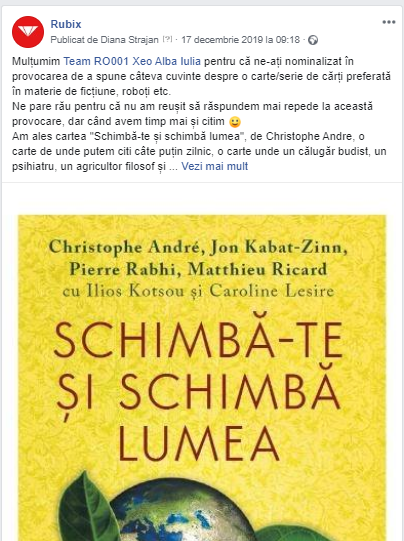 Rubix
Publicat de Diana Strajan [?] · 17 decembrie 2019 la 09:18 ·
Mulțumim Team RO001 Xeo Alba Iulia pentru că ne-ați nominalizat în
provocarea de a spune câteva cuvinte despre o carte/serie de cărți preferată
în materie de ficțiune, roboți etc.
Ne pare rău pentru că nu am reușit să răspundem mai repede la această
provocare, dar când avem timp mai și citim 😀
Am ales cartea "Schimbă-te și schimbă lumea", de Christophe Andre, o
carte de unde putem citi câte puțin zilnic, o carte unde un călugăr budist, un
psihiatru, un agricultor filosof și ... Vezi mai mult
Christophe André, Jon Kabat-Zinn,
Pierre Rabhi, Matthieu Ricard
cu Ilios Kotsou și Caroline Lesire
SCHIMBĂ-TE
ȘI SCHIMBĂ
LUMEA